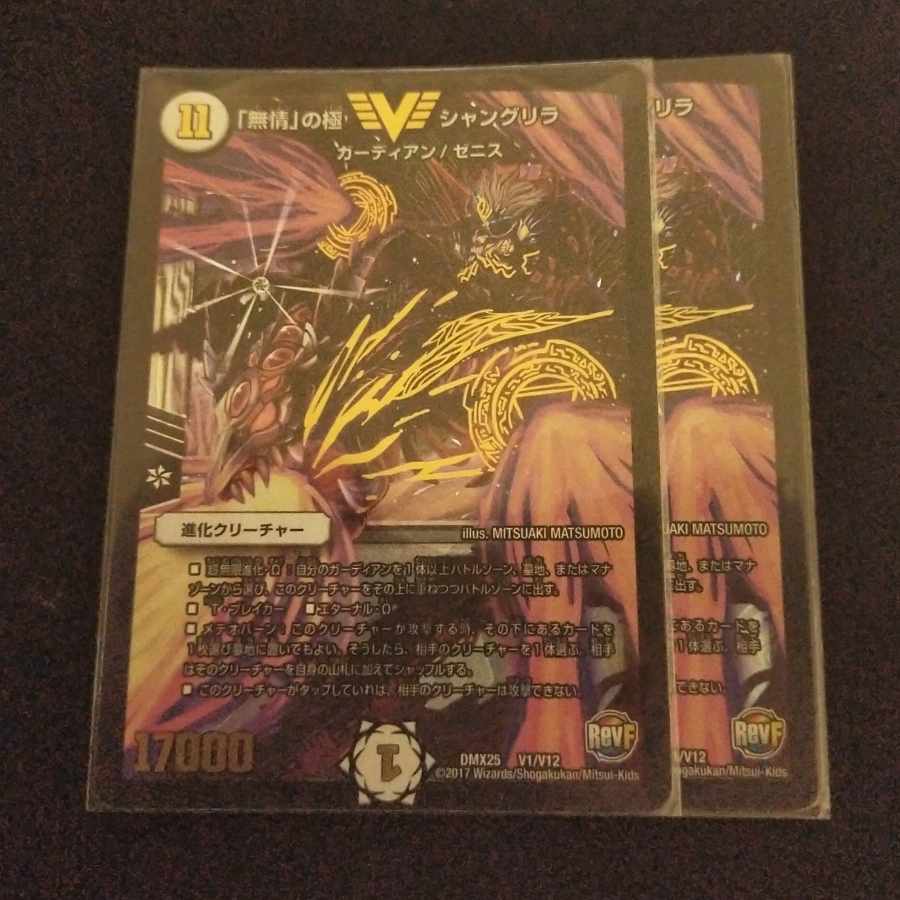 11
「無情」の極 V シャングリラ
ガーディアン / ゼニス
進化クリーチャー
illus. MITSUAKI MATSUMOTO
■ 超無限進化・Ω:自分のガーディアンを1体以上バトルゾーン、墓地、またはマナ
ゾーンから選び、このクリーチャーをその上に重ねつつバトルゾーンに出す。
■ T・ブレイカー ■エターナル・Ω
■ メテオバーン:このクリーチャーが攻撃する時、その下にあるカードを
1枚選び墓地に置いてもよい。そうしたら、相手のクリーチャーを1体選ぶ。相手
はそのクリーチャーを自身の山札に加えてシャッフルする。
■ このクリーチャーがタップしていれば、相手のクリーチャーは攻撃できない。
17000
1
RevF
DMX25 V1/V12
©2017 Wizards/Shogakukan/Mitsui-Kids
リラ
AKI MATSUMOTO
またはマナ
出す。
あるカードを
1体選ぶ。相手
できない。
RevF
/V12
hogakukan/Mitsui-Kids